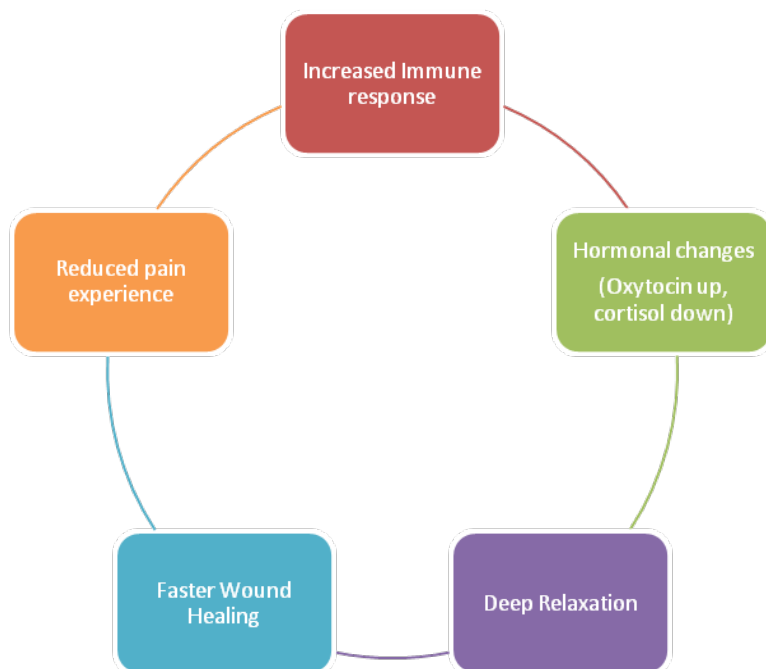 Increased Immune
response
Hormonal changes
(Oxytocin up,
cortisol down)
Deep Relaxation
Faster Wound
Healing
Reduced pain
experience